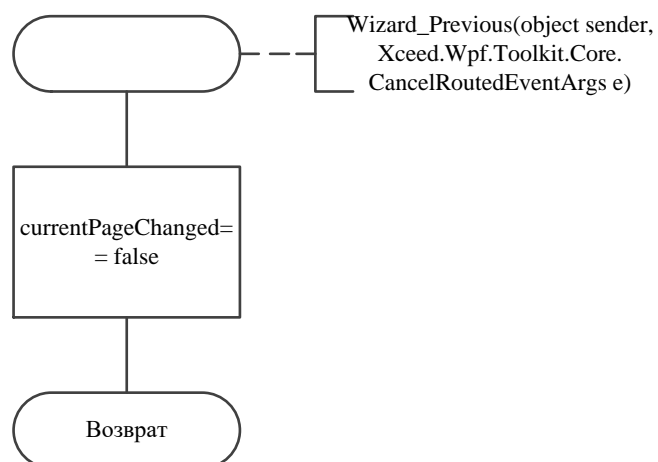 Wizard_Previous(object sender,
Xceed.Wpf.Toolkit.Core.
CancelRoutedEventArgs e)
currentPageChanged=
= false
Возврат